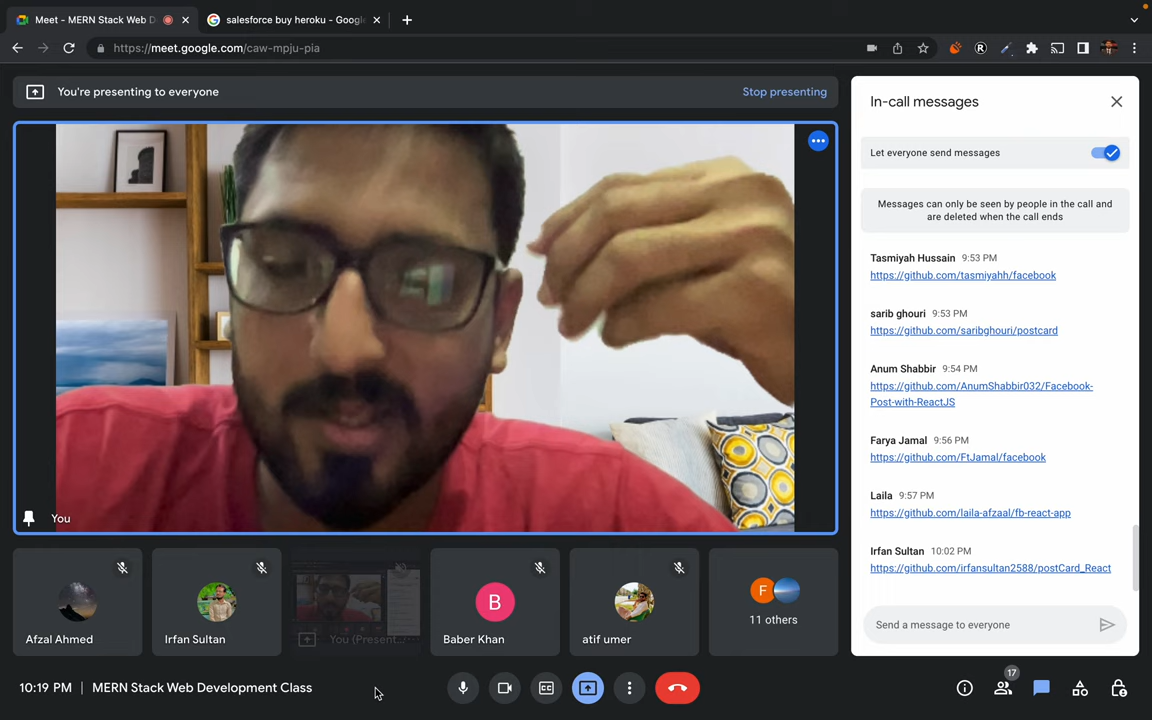 Meet - MERN Stack Web D
salesforce buy heroku - Google
https://meet.google.com/caw-mpju-pia
You're presenting to everyone
Stop presenting
In-call messages
Let everyone send messages
Messages can only be seen by people in the call and
are deleted when the call ends
Tasmiyah Hussain 9:53 PM
https://github.com/tasmiyahh/facebook
sarib ghouri 9:53 PM
https://github.com/saribghouri/postcard
Anum Shabbir 9:54 PM
https://github.com/AnumShabbir032/Facebook-
Post-with-ReactJS
Farya Jamal 9:56 PM
https://github.com/FtJamal/facebook
Laila 9:57 PM
https://github.com/laila-afzaal/fb-react-app
Irfan Sultan 10:02 PM
https://github.com/irfansultan2588/postCard_React
Send a message to everyone
You
Afzal Ahmed
Irfan Sultan
You (Present...
B
Baber Khan
atif umer
F
11 others
10:19 PM | MERN Stack Web Development Class
CC
17